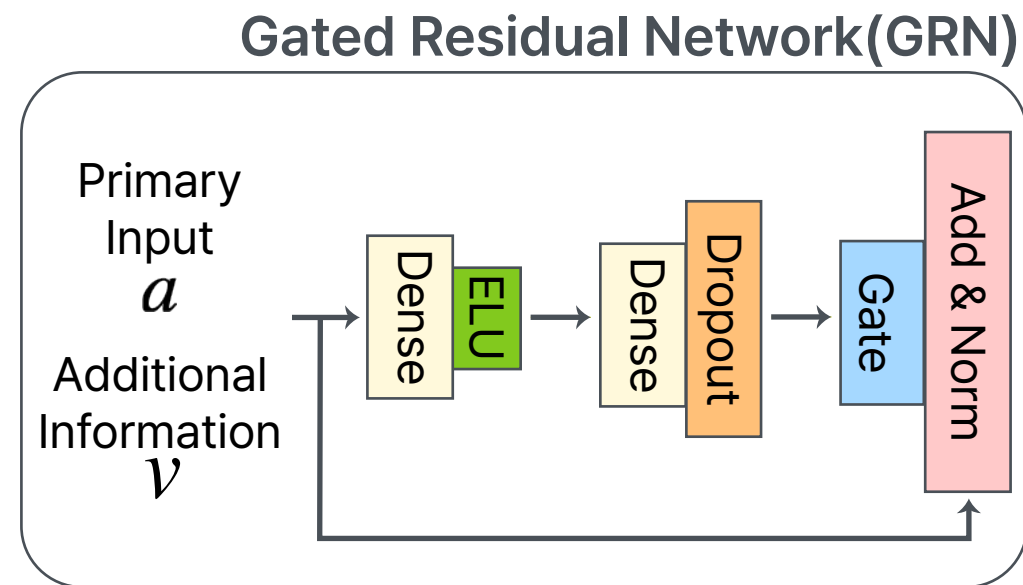 Gated Residual Network(GRN)
Primary
Input
a
Additional
Information
v
Dense
ELU
Dense
Dropout
Gate
Add & Norm